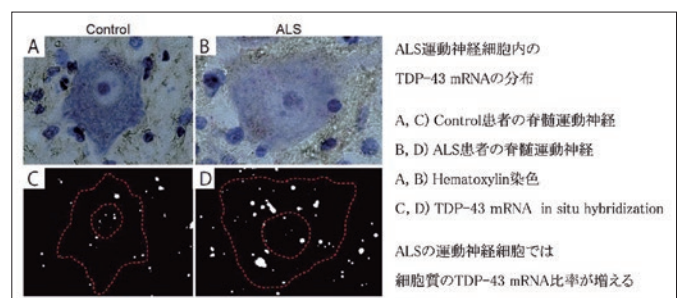 Control
ALS
A
B
C
D
ALS運動神経細胞内の
TDP-43 mRNAの分布
A, C) Control患者の脊髄運動神経
B, D) ALS患者の脊髄運動神経
A, B) Hematoxylin染色
C, D) TDP-43 mRNA in situ hybridization
ALSの運動神経細胞では
細胞質のTDP-43 mRNA比率が増える